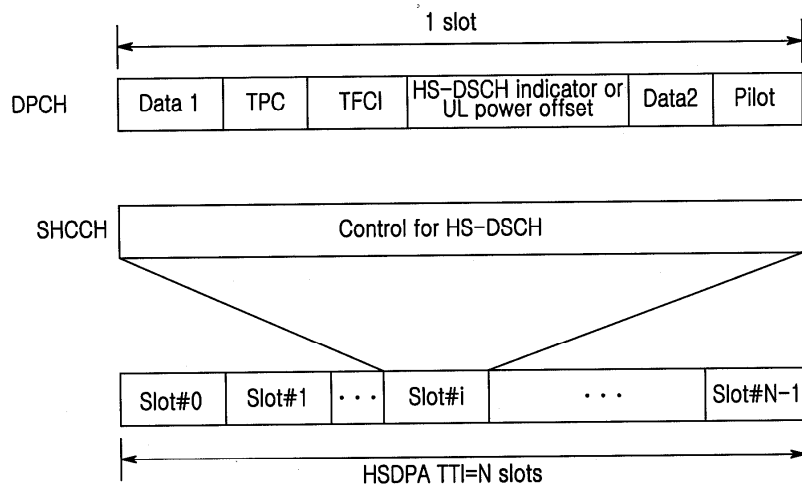 1 slot
DPCH
Data 1
TPC
TFCI
HS-DSCH indicator or
UL power offset
Data2
Pilot
SHCCH
Control for HS-DSCH
Slot#0
Slot#1
···
Slot#i
···
Slot#N-1
HSDPA TTI=N slots